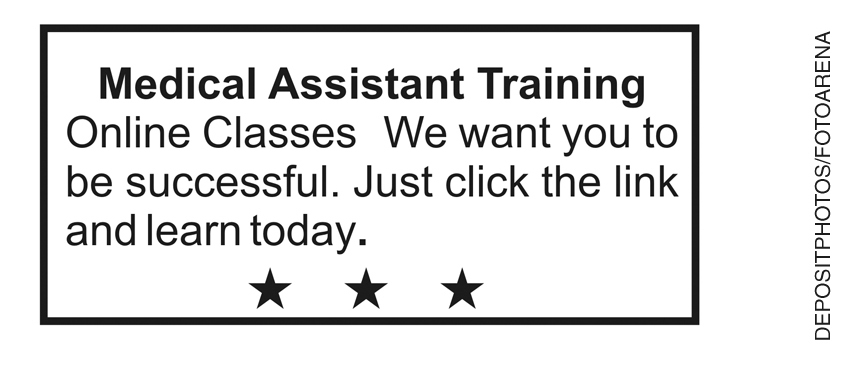 Medical Assistant Training
Online Classes  We want you to
be successful. Just click the link
and learn today.
DEPOSITPHOTOS/FOTOARENA